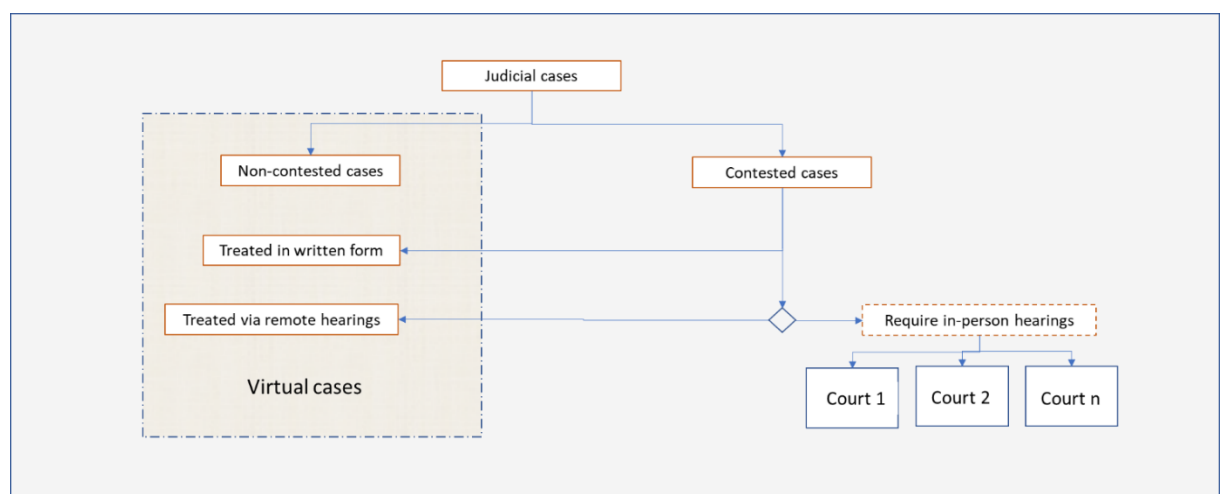 Judicial cases
Non-contested cases
Contested cases
Treated in written form
Treated via remote hearings
Require in-person hearings
Virtual cases
Court 1
Court 2
Court n